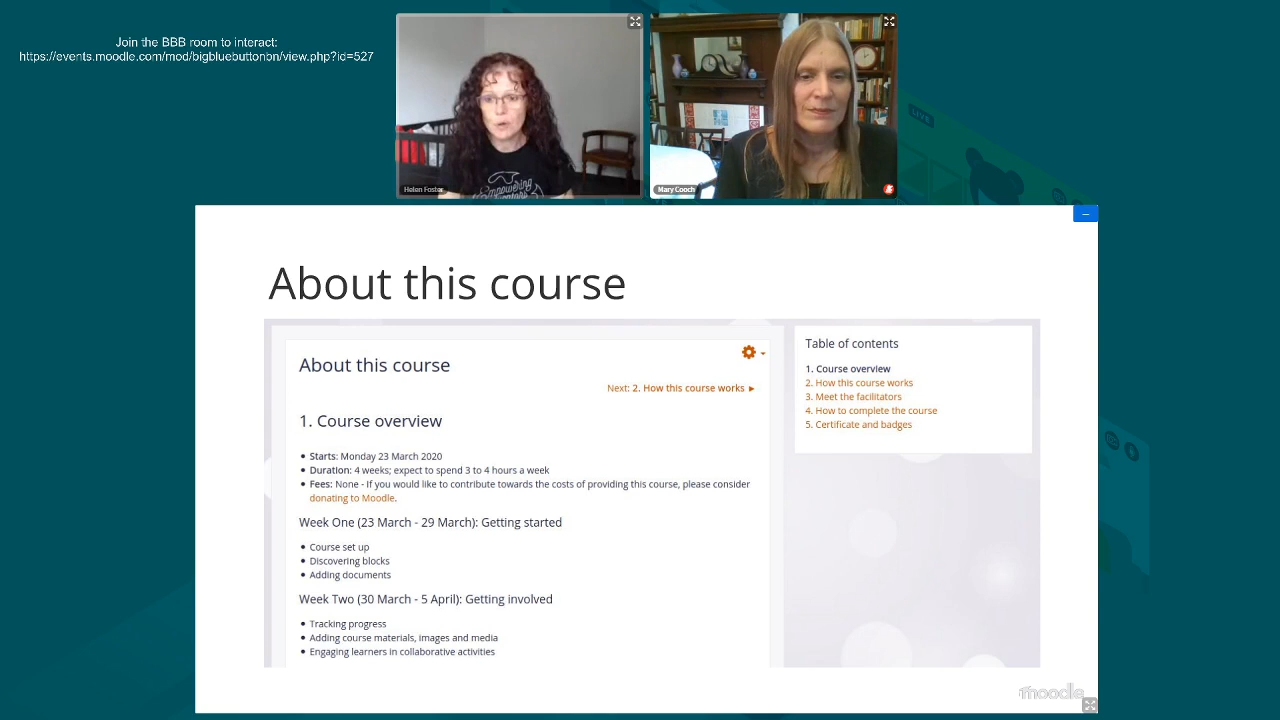 Join the BBB room to interact:
https://events.moodle.com/mod/bigbluebuttonbn/view.php?id=527
Helen Foster
Empowering
Mary Cooch
LIVE
About this course
About this course
Next: 2. How this course works ►
1. Course overview
• Starts: Monday 23 March 2020
• Duration: 4 weeks; expect to spend 3 to 4 hours a week
• Fees: None - If you would like to contribute towards the costs of providing this course, please consider
donating to Moodle.
Week One (23 March - 29 March): Getting started
• Course set up
• Discovering blocks
• Adding documents
Week Two (30 March - 5 April): Getting involved
• Tracking progress
• Adding course materials, images and media
• Engaging learners in collaborative activities
Table of contents
1. Course overview
2. How this course works
3. Meet the facilitators
4. How to complete the course
5. Certificate and badges
moodle